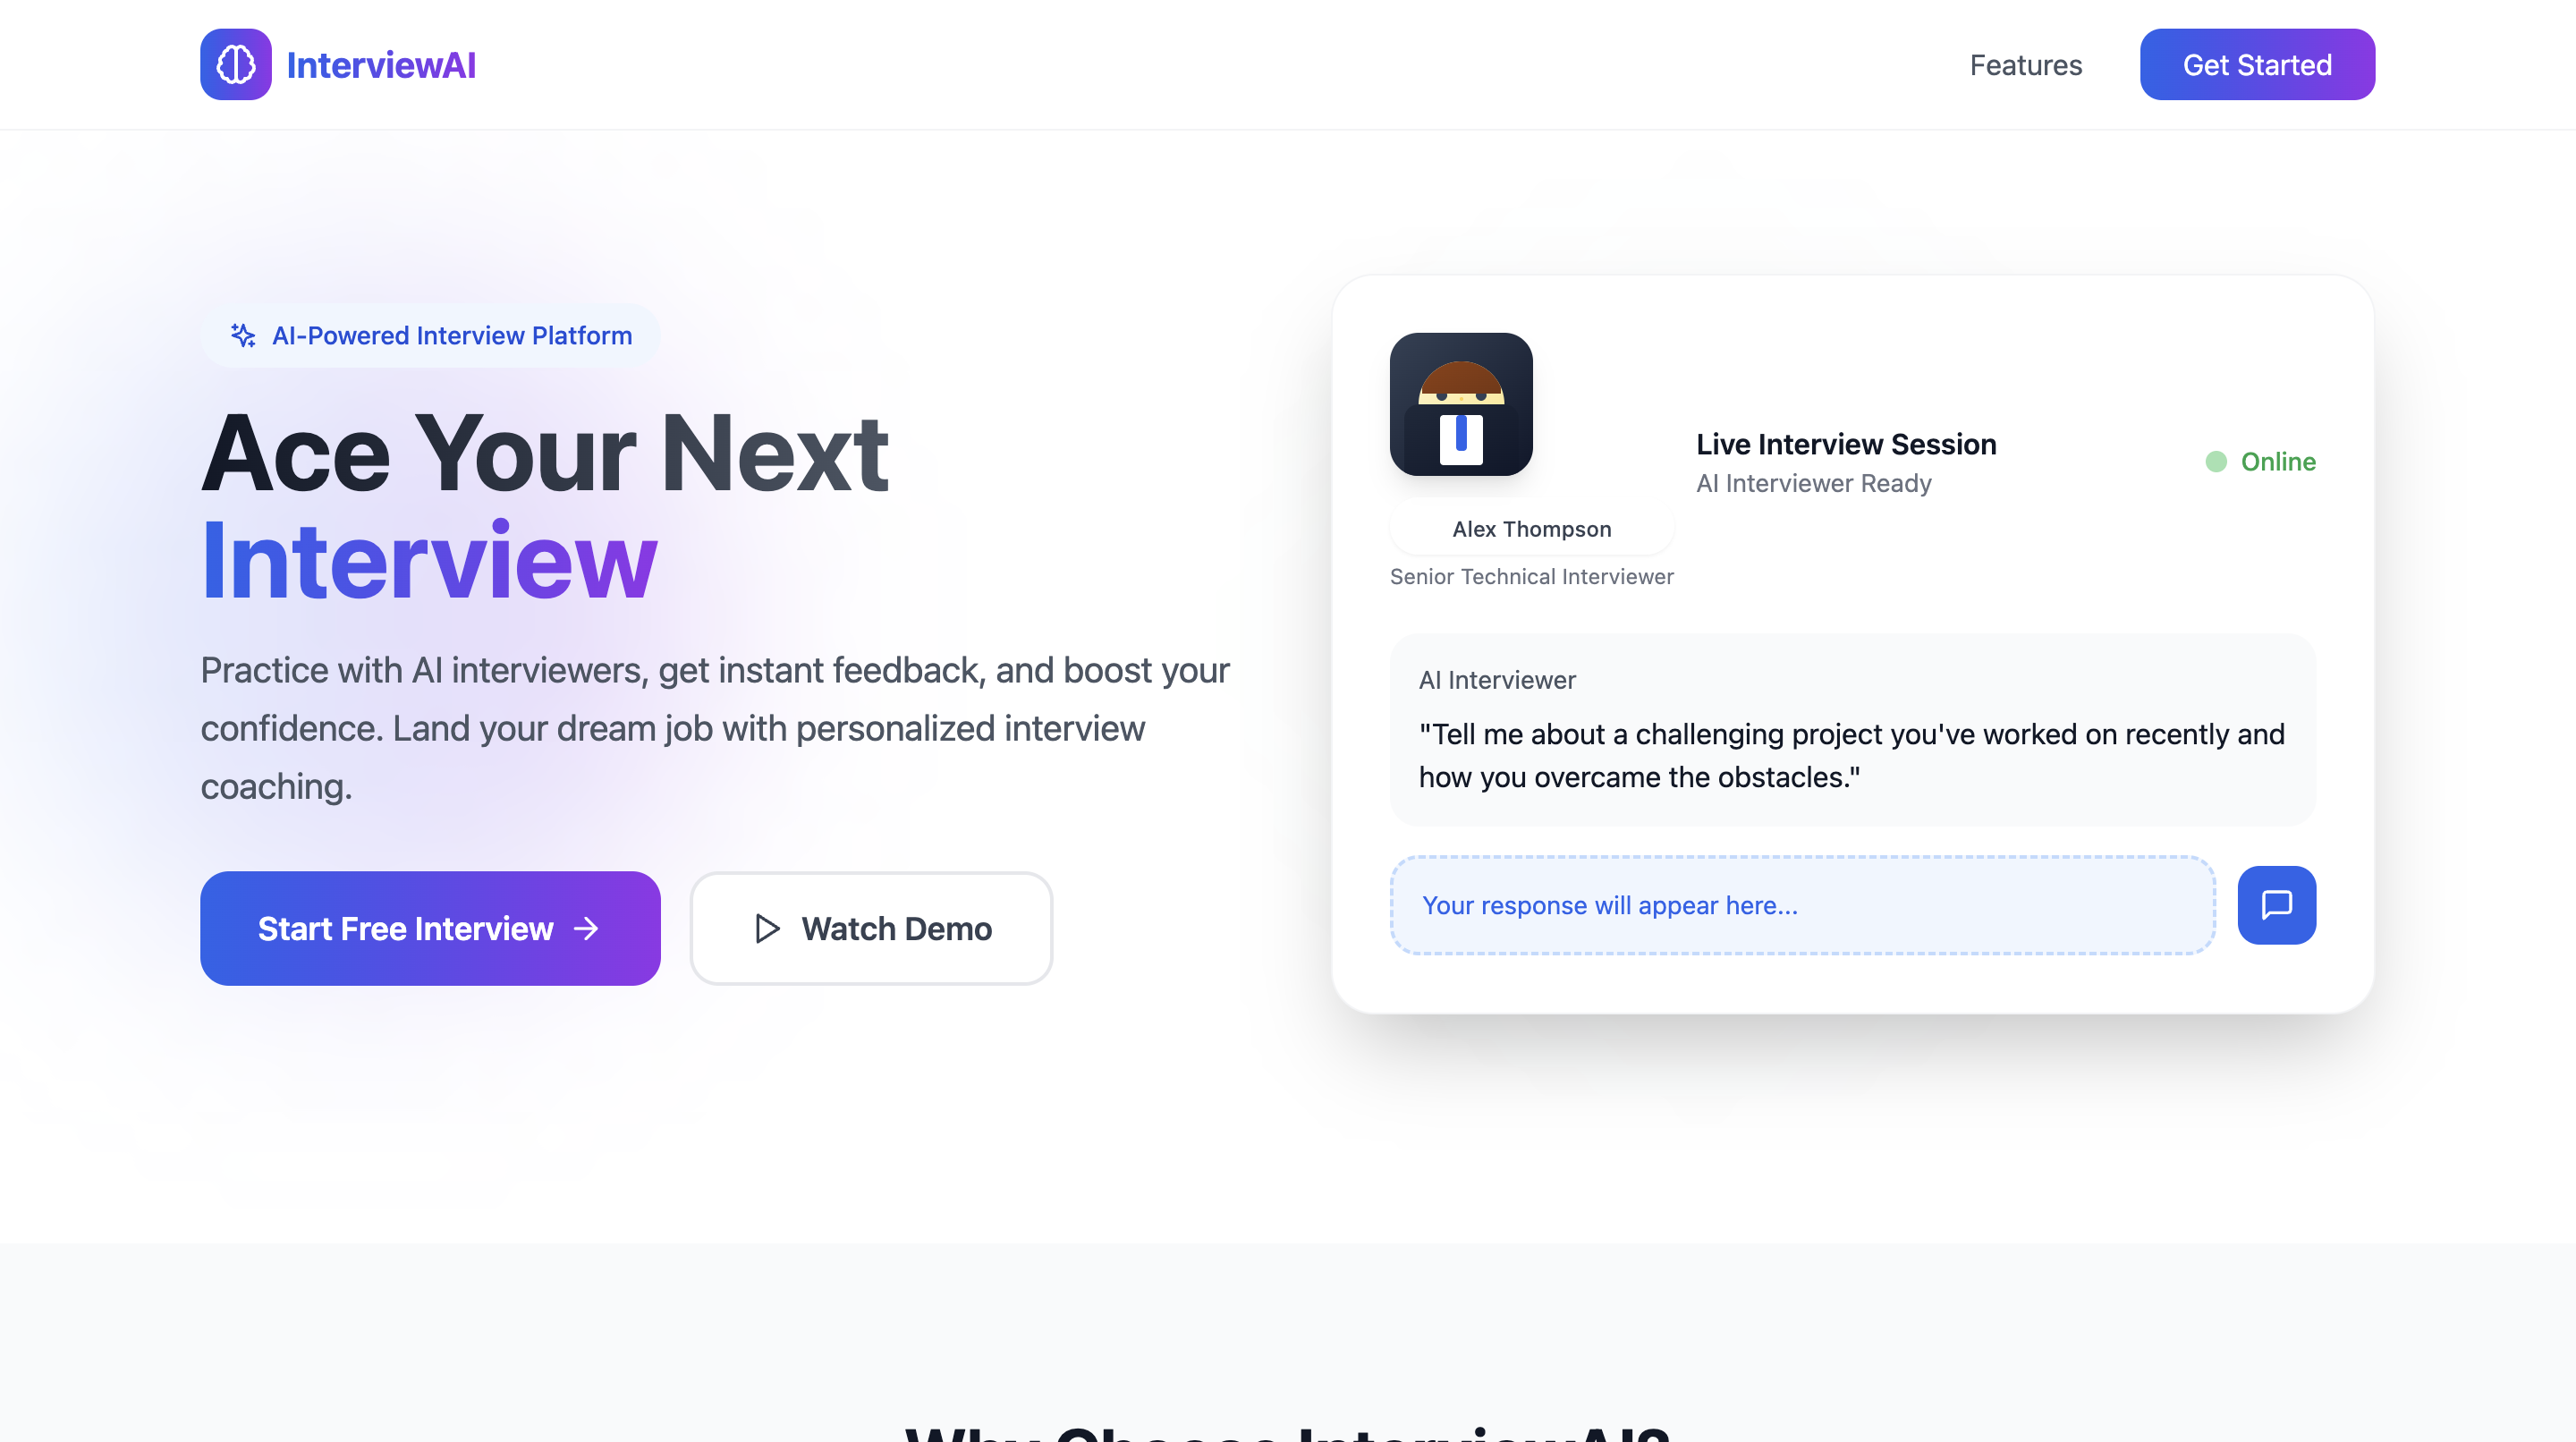 InterviewAI
Features
Get Started
AI-Powered Interview Platform
Ace Your Next
Interview
Practice with AI interviewers, get instant feedback, and boost your
confidence. Land your dream job with personalized interview
coaching.
Start Free Interview
Watch Demo
Live Interview Session
AI Interviewer Ready
Online
Alex Thompson
Senior Technical Interviewer
AI Interviewer
"Tell me about a challenging project you've worked on recently and
how you overcame the obstacles."
Your response will appear here...
Why Choose InterviewAI?